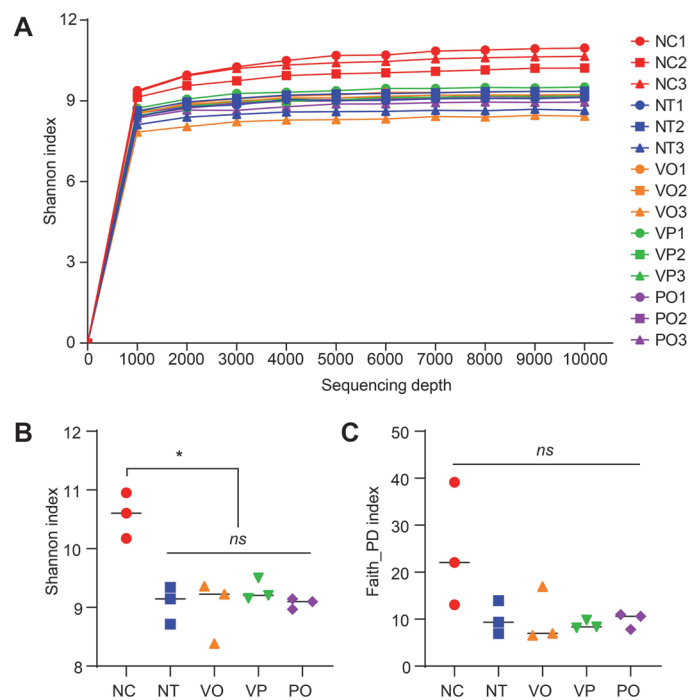 A
12
9
6
3
0
Shannon index
0 1000 2000 3000 4000 5000 6000 7000 8000 9000 10000
Sequencing depth
NC1
NC2
NC3
NT1
NT2
NT3
VO1
VO2
VO3
VP1
VP2
VP3
PO1
PO2
PO3
B
12
11
10
9
8
Shannon index
*
ns
NC NT VO VP PO
C
50
40
30
20
10
0
Faith_PD index
ns
NC NT VO VP PO